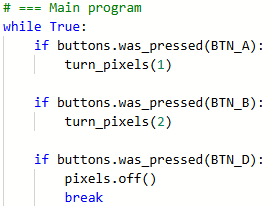 # === Main program
while True:
    if buttons.was_pressed(BTN_A):
        turn_pixels(1)

    if buttons.was_pressed(BTN_B):
        turn_pixels(2)

    if buttons.was_pressed(BTN_D):
        pixels.off()
        break